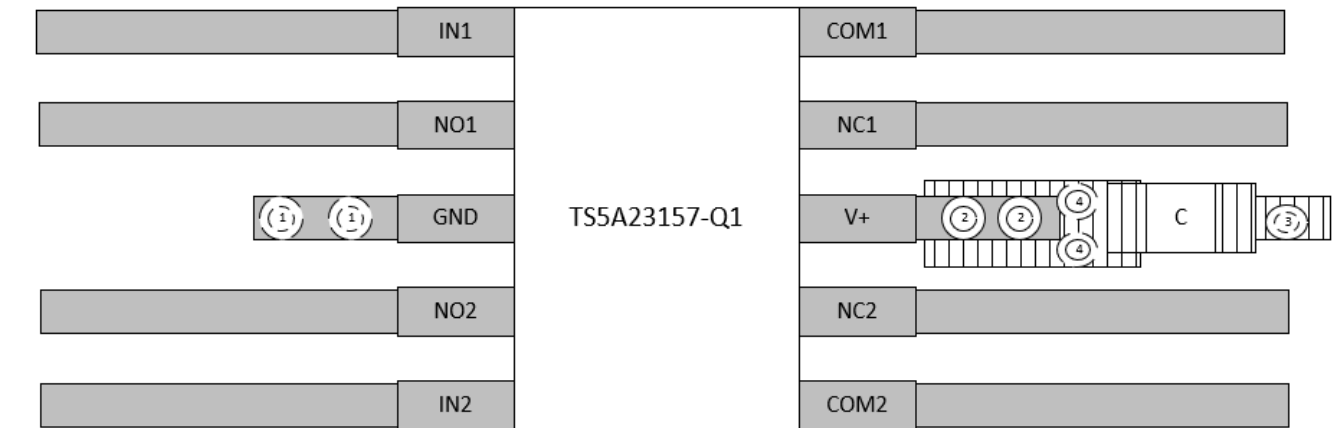 IN1
COM1
NO1
NC1
1
1
GND
TS5A23157-Q1
V+
2
2
4
4
C
3
NO2
NC2
IN2
COM2